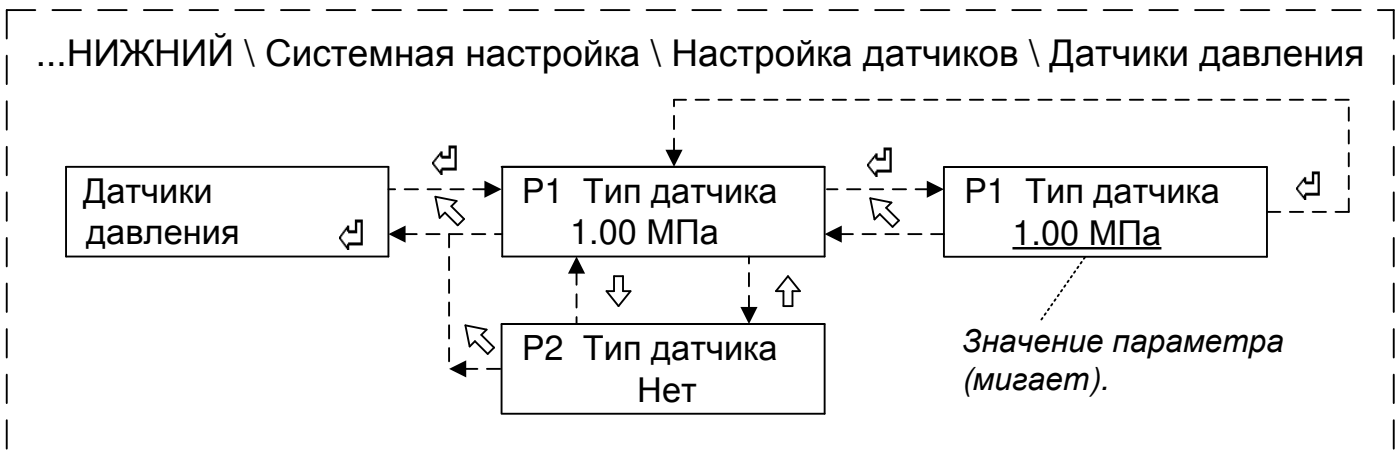 ...НИЖНИЙ \ Системная настройка \ Настройка датчиков \ Датчики давления
Датчики
давления
P1 Тип датчика
1.00 МПа
P1 Тип датчика
1.00 МПа
P2 Тип датчика
Нет
Значение параметра
(мигает).